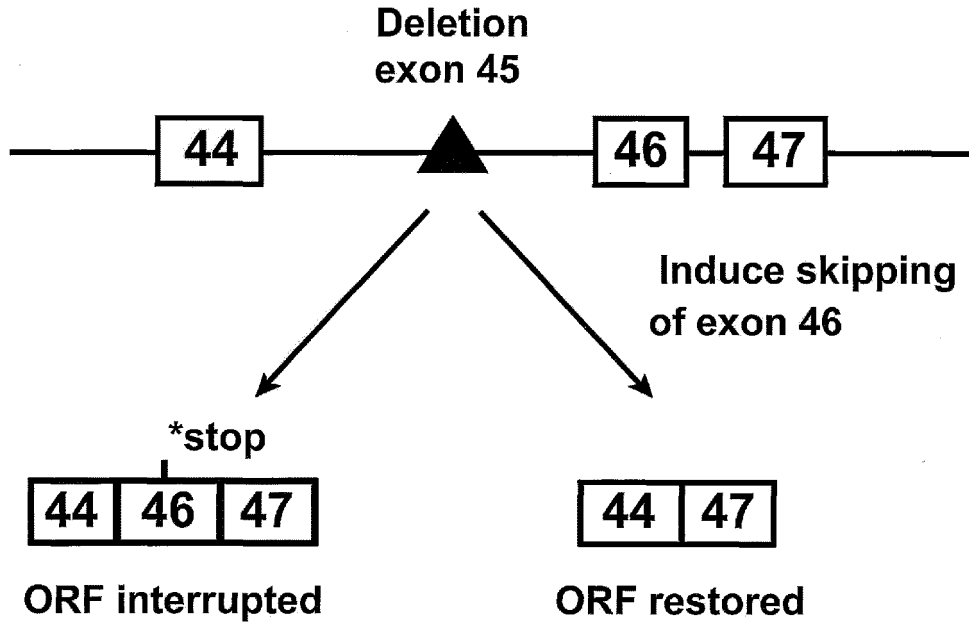 Deletion
exon 45
44
46
47
Induce skipping
of exon 46
*stop
44 46 47
44 47
ORF interrupted
ORF restored